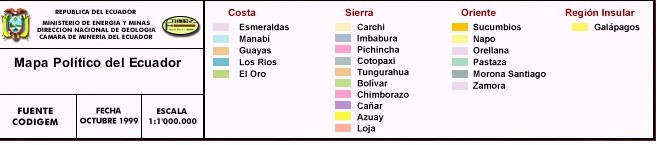 REPUBLICA DEL ECUADOR
MINISTERIO DE ENERGIA Y MINAS
DIRECCION NACIONAL DE GEOLOGIA
CAMARA DE MINERIA DEL ECUADOR
Mapa Político del Ecuador
FUENTE
CODIGEM
FECHA
OCTUBRE 1999
ESCALA
1:1'000.000
Costa
Esmeraldas
Manabí
Guayas
Los Rios
El Oro
Sierra
Carchi
Imbabura
Pichincha
Cotopaxi
Tungurahua
Bolívar
Chimborazo
Cañar
Azuay
Loja
Oriente
Sucumbios
Napo
Orellana
Pastaza
Morona Santiago
Zamora
Región Insular
Galápagos